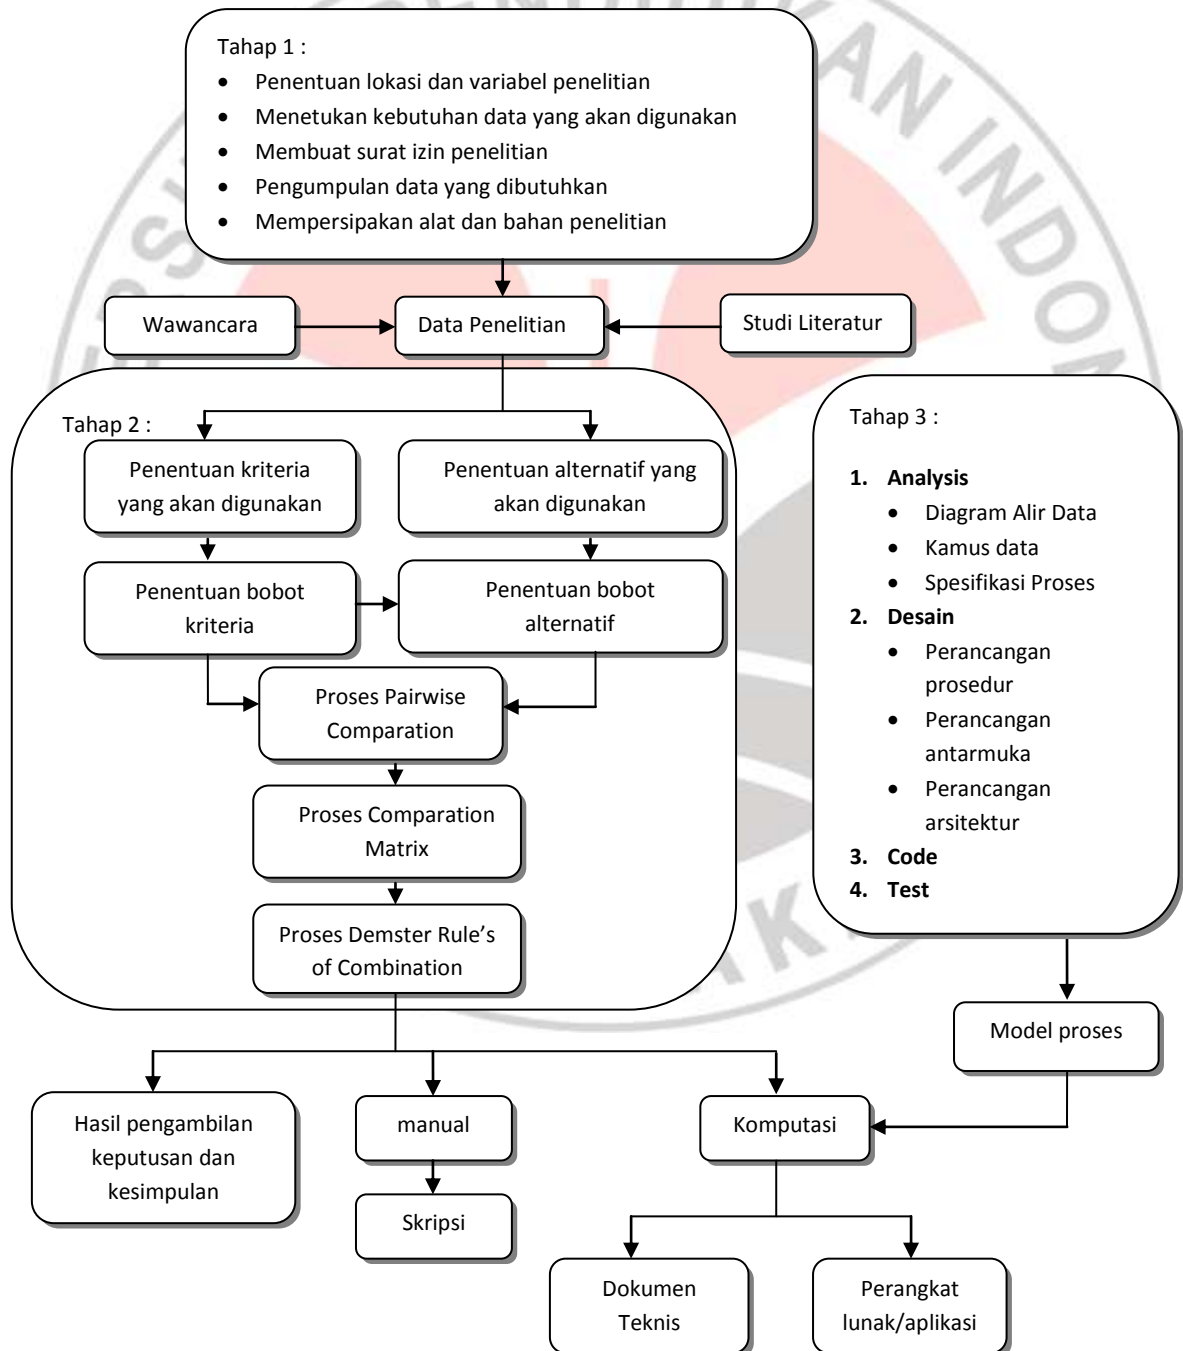 Tahap 1 :
• Penentuan lokasi dan variabel penelitian
• Menetukan kebutuhan data yang akan digunakan
• Membuat surat izin penelitian
• Pengumpulan data yang dibutuhkan
• Mempersipakan alat dan bahan penelitian
Wawancara
Data Penelitian
Studi Literatur
Tahap 2 :
Penentuan kriteria
yang akan digunakan
Penentuan alternatif yang
akan digunakan
Penentuan bobot
kriteria
Penentuan bobot
alternatif
Proses Pairwise
Comparation
Proses Comparation
Matrix
Proses Demster Rule's
of Combination
Tahap 3 :
1. Analysis
• Diagram Alir Data
• Kamus data
• Spesifikasi Proses
2. Desain
• Perancangan
prosedur
• Perancangan
antarmuka
• Perancangan
arsitektur
3. Code
4. Test
Model proses
Hasil pengambilan
keputusan dan
kesimpulan
manual
Komputasi
Skripsi
Dokumen
Teknis
Perangkat
lunak/aplikasi